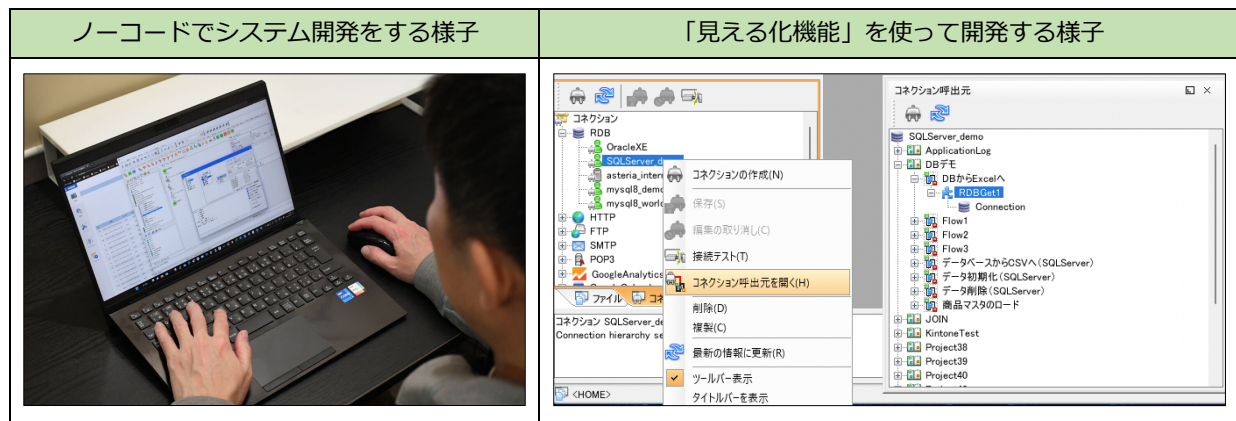 ノーコードでシステム開発をする様子
「見える化機能」を使って開発する様子
コネクション
RDB
OracleXE
SQLServer_d
asteria_inter
mysql8_demo
mysql8_worl
HTTP
FTP
SMTP
POP3
GoogleAnalytics
ファイル
コネ
コネクション SQLServer_de
Connection hierarchy se
<HOME>
コネクションの作成(N)
保存(S)
編集の取り消し(C)
接続テスト(T)
コネクション呼出元を開く(H)
削除(D)
複製(C)
最新の情報に更新(R)
ツールバー表示
タイトルバーを表示
コネクション呼出元
SQLServer_demo
ApplicationLog
DBデモ
DBからExcelへ
RDBGet1
Connection
Flow1
Flow2
Flow3
データベースからCSVへ(SQLServer)
データ初期化(SQLServer)
データ削除(SQLServer)
商品マスタのロード
JOIN
KintoneTest
Project38
Project39
Project40